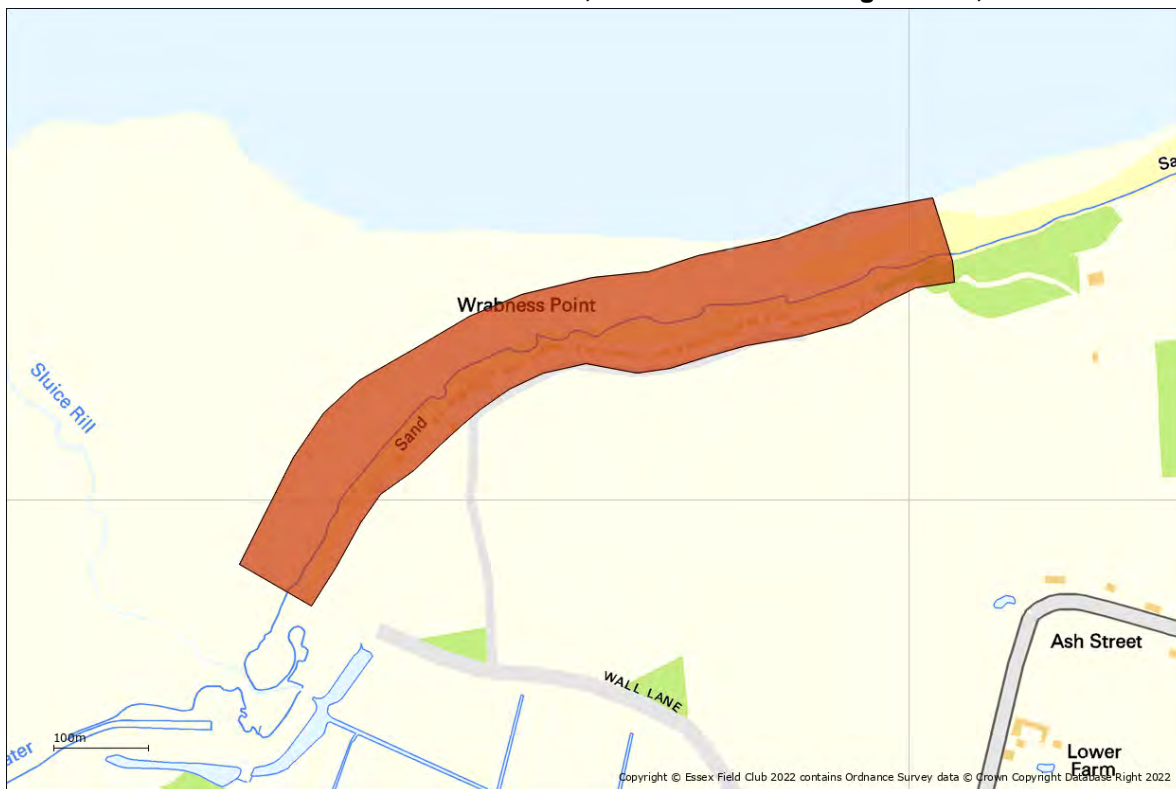 Sa
Wrabness Point
Sluice Rill
Sand
Ash Street
WALL LANE
100m
ater
Lower
Farm
Copyright © Essex Field Club 2022 contains Ordnance Survey data © Crown Copyright Database Right 2022